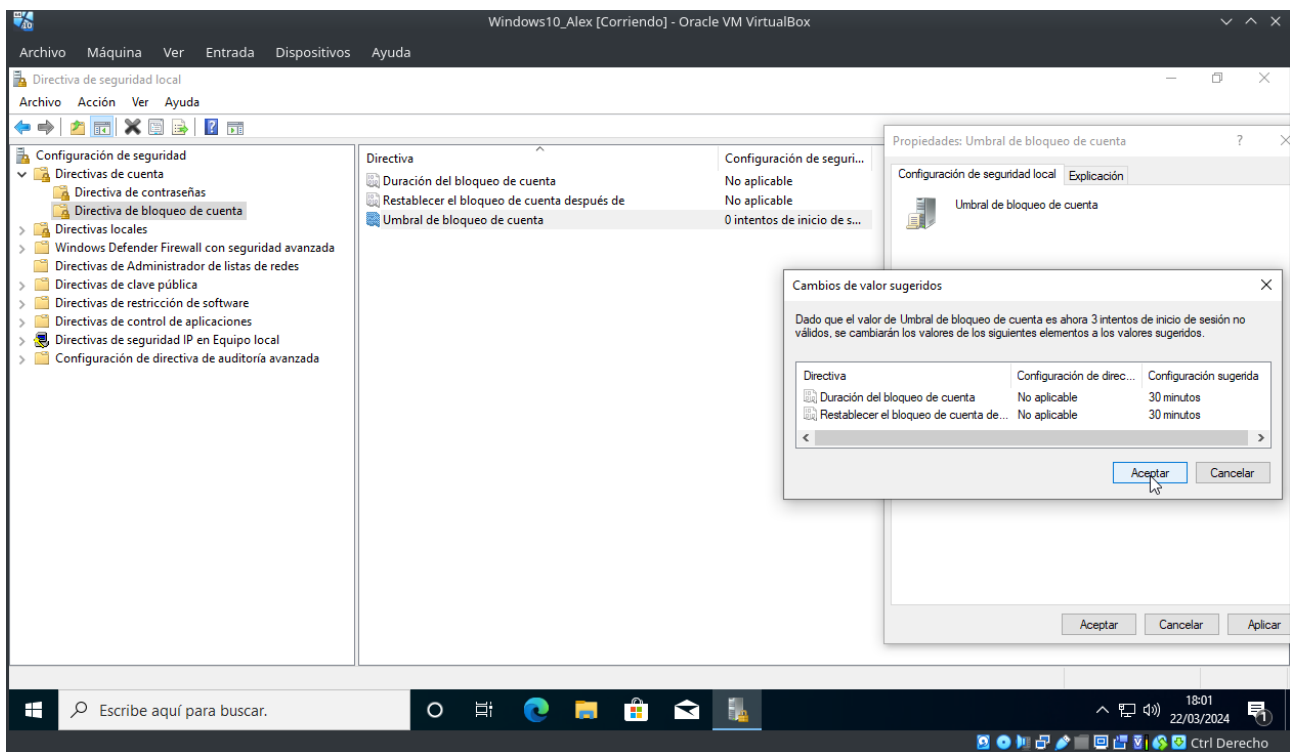 Windows10_Alex [Corriendo] - Oracle VM VirtualBox
Archivo Máquina Ver Entrada Dispositivos Ayuda
Directiva de seguridad local
Archivo Acción Ver Ayuda
Configuración de seguridad
Directivas de cuenta
Directiva de contraseñas
Directiva de bloqueo de cuenta
Directivas locales
Windows Defender Firewall con seguridad avanzada
Directivas de Administrador de listas de redes
Directivas de clave pública
Directivas de restricción de software
Directivas de control de aplicaciones
Directivas de seguridad IP en Equipo local
Configuración de directiva de auditoría avanzada
Directiva Configuración de seguri...
Duración del bloqueo de cuenta No aplicable
Restablecer el bloqueo de cuenta después de No aplicable
Umbral de bloqueo de cuenta 0 intentos de inicio de s...
Propiedades: Umbral de bloqueo de cuenta ?
Configuración de seguridad local Explicación
Umbral de bloqueo de cuenta
Cambios de valor sugeridos
Dado que el valor de Umbral de bloqueo de cuenta es ahora 3 intentos de inicio de sesión no
válidos, se cambiarán los valores de los siguientes elementos a los valores sugeridos.
Directiva Configuración de direc... Configuración sugerida
Duración del bloqueo de cuenta No aplicable 30 minutos
Restablecer el bloqueo de cuenta de... No aplicable 30 minutos
Aceptar Cancelar
Aceptar Cancelar Aplicar
Escribe aquí para buscar.
18:01
22/03/2024
1
Ctrl Derecho